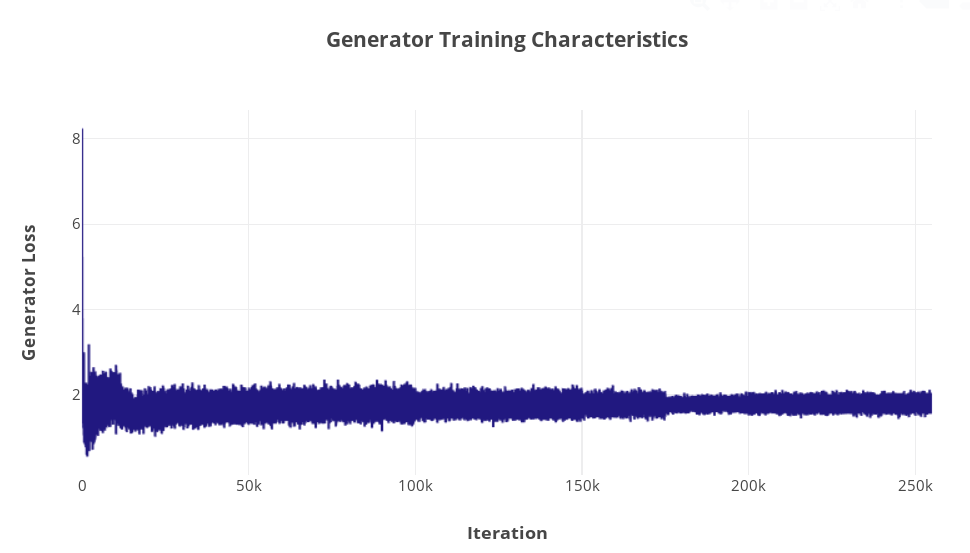 Generator Training Characteristics
8
6
4
2
Generator Loss
0
50k
100k
150k
200k
250k
Iteration